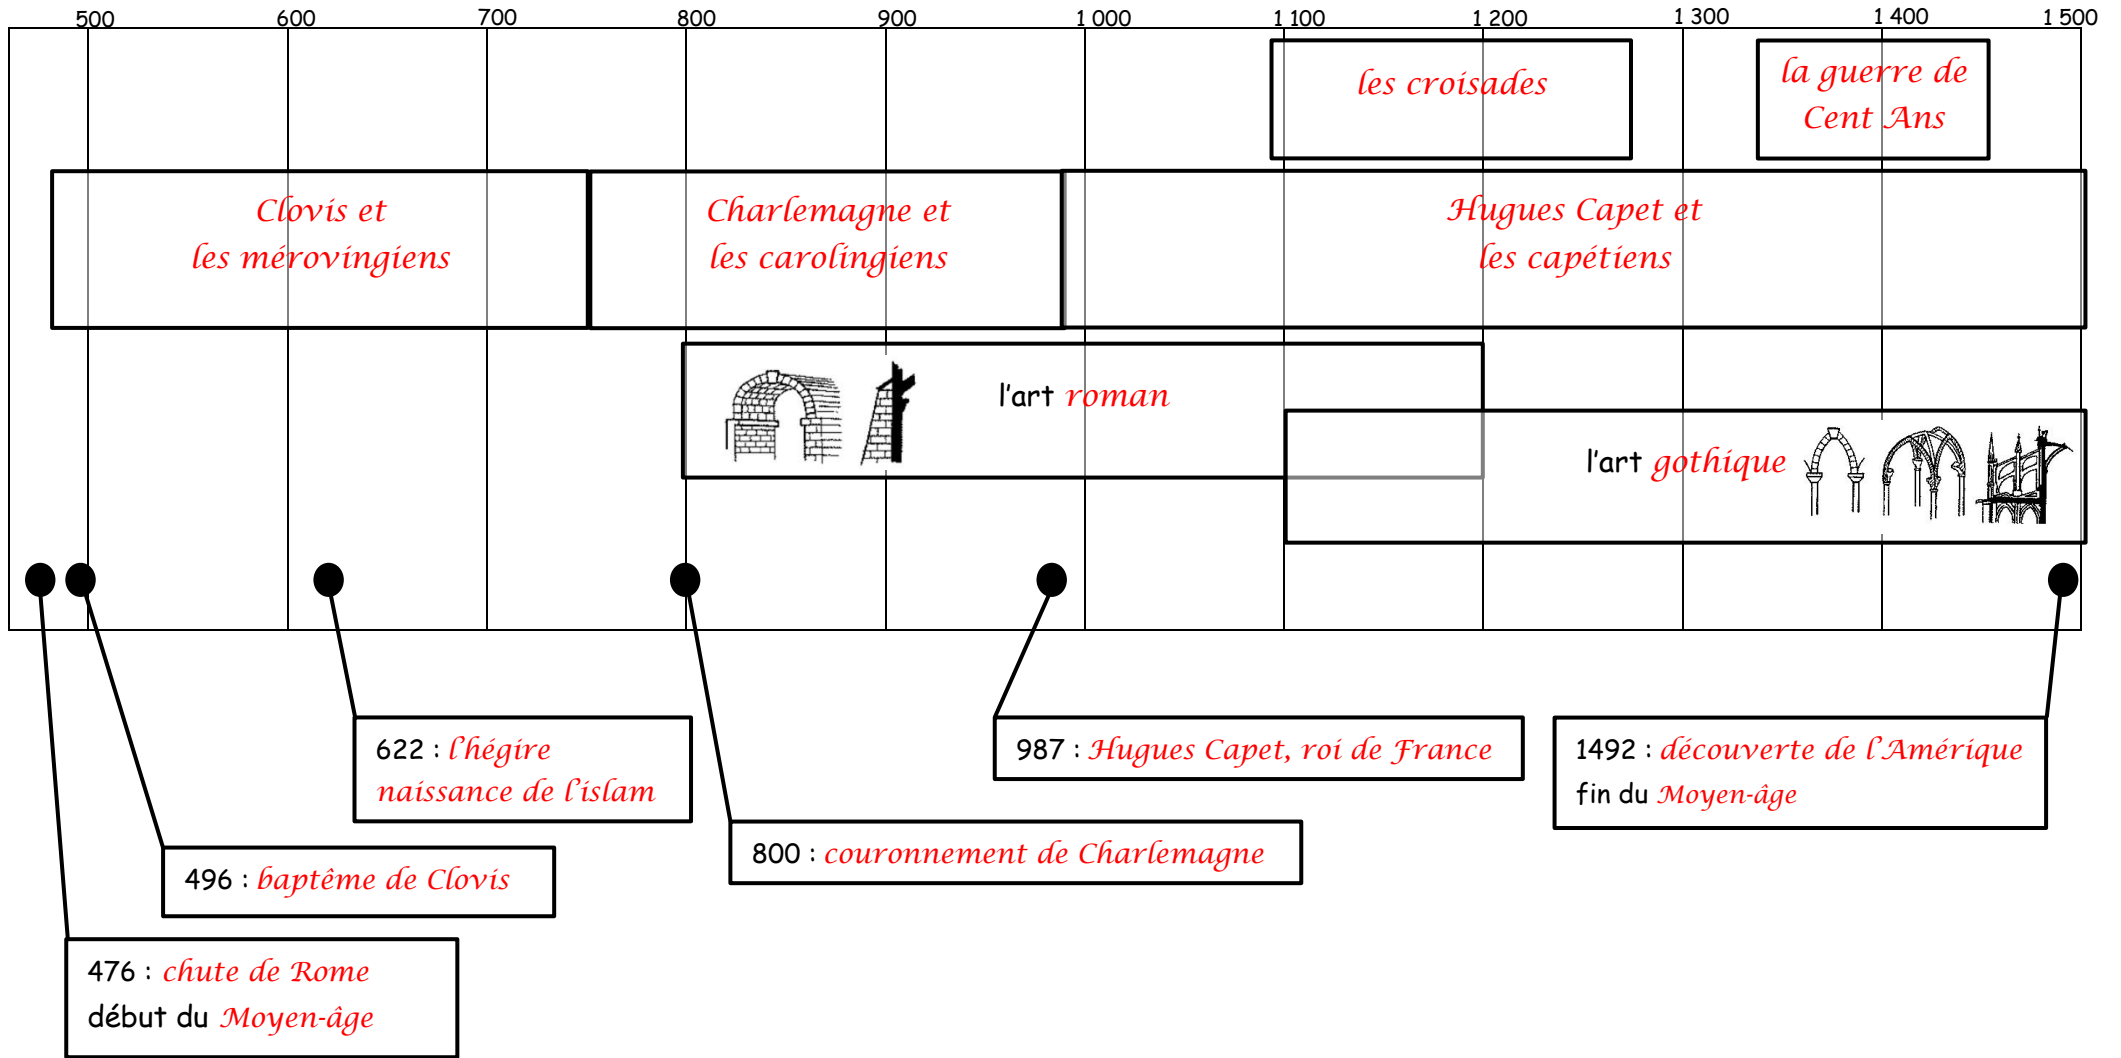 500 600 700 800 900 1 000 1 100 1 200 1 300 1 400 1 500
les croisades
la guerre de
Cent Ans
Clovis et
les mérovingiens
Charlemagne et
les carolingiens
Hugues Capet et
les capétiens
l'art roman
l'art gothique
622 : l'hégire
naissance de l'islam
987 : Hugues Capet, roi de France
1492 : découverte de l'Amérique
fin du Moyen-âge
800 : couronnement de Charlemagne
496 : baptême de Clovis
476 : chute de Rome
début du Moyen-âge